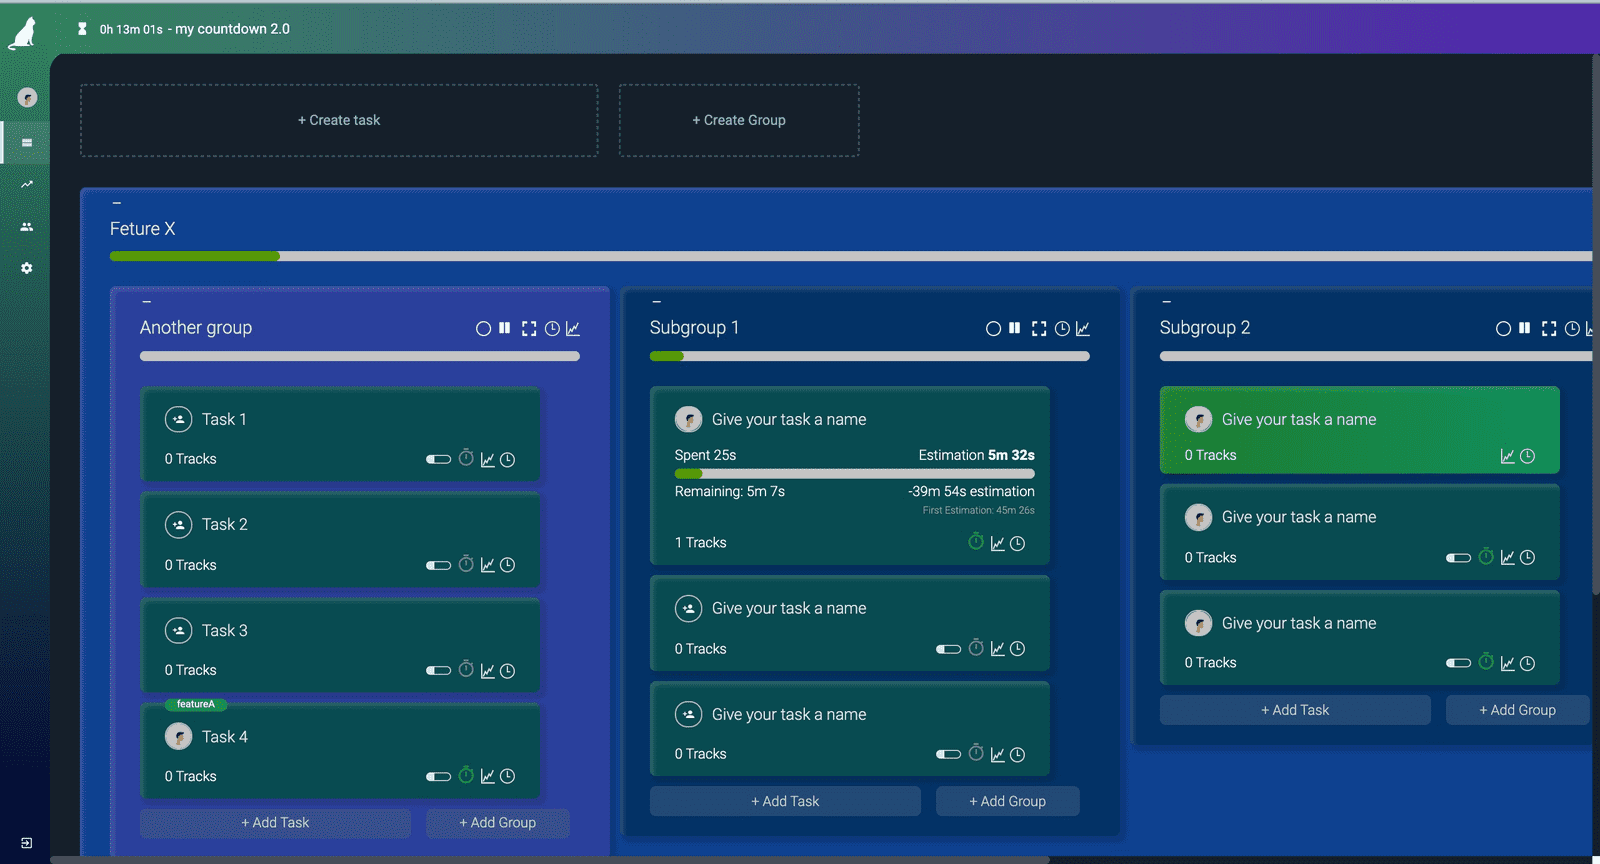 0h 13m 01s - my countdown 2.0
+ Create task
+ Create Group
Feture X
Another group
Task 1
0 Tracks
Task 2
0 Tracks
Task 3
0 Tracks
featureA
Task 4
0 Tracks
+ Add Task
+ Add Group
Subgroup 1
Give your task a name
Spent 25s
Estimation 5m 32s
Remaining: 5m 7s
-39m 54s estimation
First Estimation: 45m 26s
1 Tracks
Give your task a name
0 Tracks
Give your task a name
0 Tracks
+ Add Task
+ Add Group
Subgroup 2
Give your task a name
0 Tracks
Give your task a name
0 Tracks
Give your task a name
0 Tracks
+ Add Task
+ Add Group